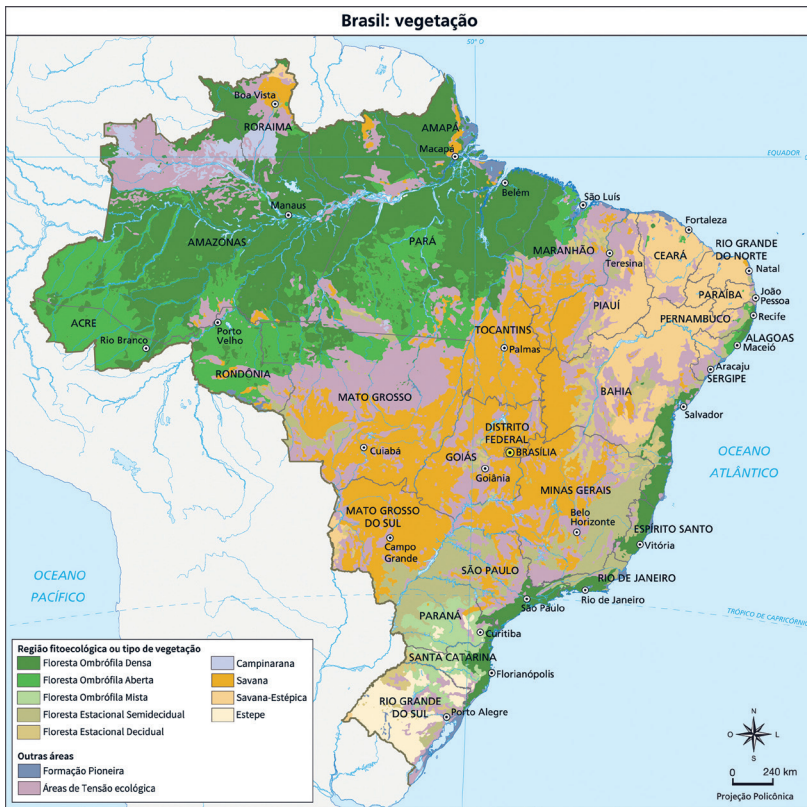 Brasil: vegetação
50° O
Boa Vista
RORAIMA
AMAPÁ
Macapá
EQUADOR
0°
Belém
São Luís
Manaus
Fortaleza
AMAZONAS
PARÁ
MARANHÃO
Teresina
CEARÁ
RIO GRANDE
DO NORTE
Natal
PIAUÍ
PARAÍBA
João
Pessoa
PERNAMBUCO
Recife
ACRE
Rio Branco
Porto
Velho
TOCANTINS
Palmas
ALAGOAS
Maceió
Aracaju
SERGIPE
RONDÔNIA
MATO GROSSO
BAHIA
Salvador
DISTRITO
FEDERAL
BRASÍLIA
Cuiabá
GOIÁS
Goiânia
OCEANO
ATLÂNTICO
MATO GROSSO
DO SUL
Campo
Grande
MINAS GERAIS
Belo
Horizonte
ESPÍRITO SANTO
Vitória
OCEANO
PACÍFICO
SÃO PAULO
São Paulo
RIO DE JANEIRO
Rio de Janeiro
TRÓPICO DE CAPRICÓRNIO
PARANÁ
Curitiba
SANTA CATARINA
Florianópolis
RIO GRANDE
DO SUL
Porto Alegre
Região fitoecológica ou tipo de vegetação
Floresta Ombrófila Densa
Floresta Ombrófila Aberta
Floresta Ombrófila Mista
Floresta Estacional Semidecidual
Floresta Estacional Decidual
Campinarana
Savana
Savana-Estépica
Estepe
Outras áreas
Formação Pioneira
Áreas de Tensão ecológica
N
O
L
S
0 240 km
Projeção Policônica